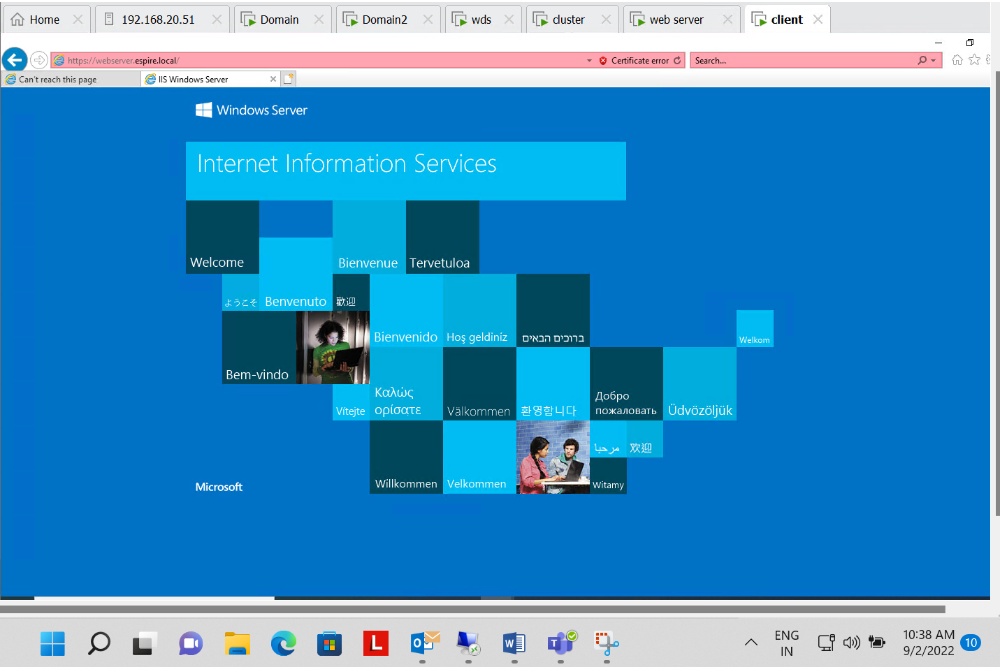 Home
192.168.20.51
Domain
Domain2
wds
cluster
web server
client
https://webserver.espire.local/
Certificate error
Search...
Can't reach this page
IIS Windows Server
Windows Server
Internet Information Services
Welcome
Bienvenue
Tervetuloa
ようこそ
Benvenuto
歡迎
Bienvenido
Hoş geldiniz
ברוכים הבאים
Welkom
Bem-vindo
Vítejte
Καλώς
ορίσατε
Välkommen
환영합니다
Добро
пожаловать
Üdvözöljük
مرحبا
欢迎
Willkommen
Velkommen
Witamy
Microsoft
L
ENG
IN
10:38 AM
9/2/2022
10